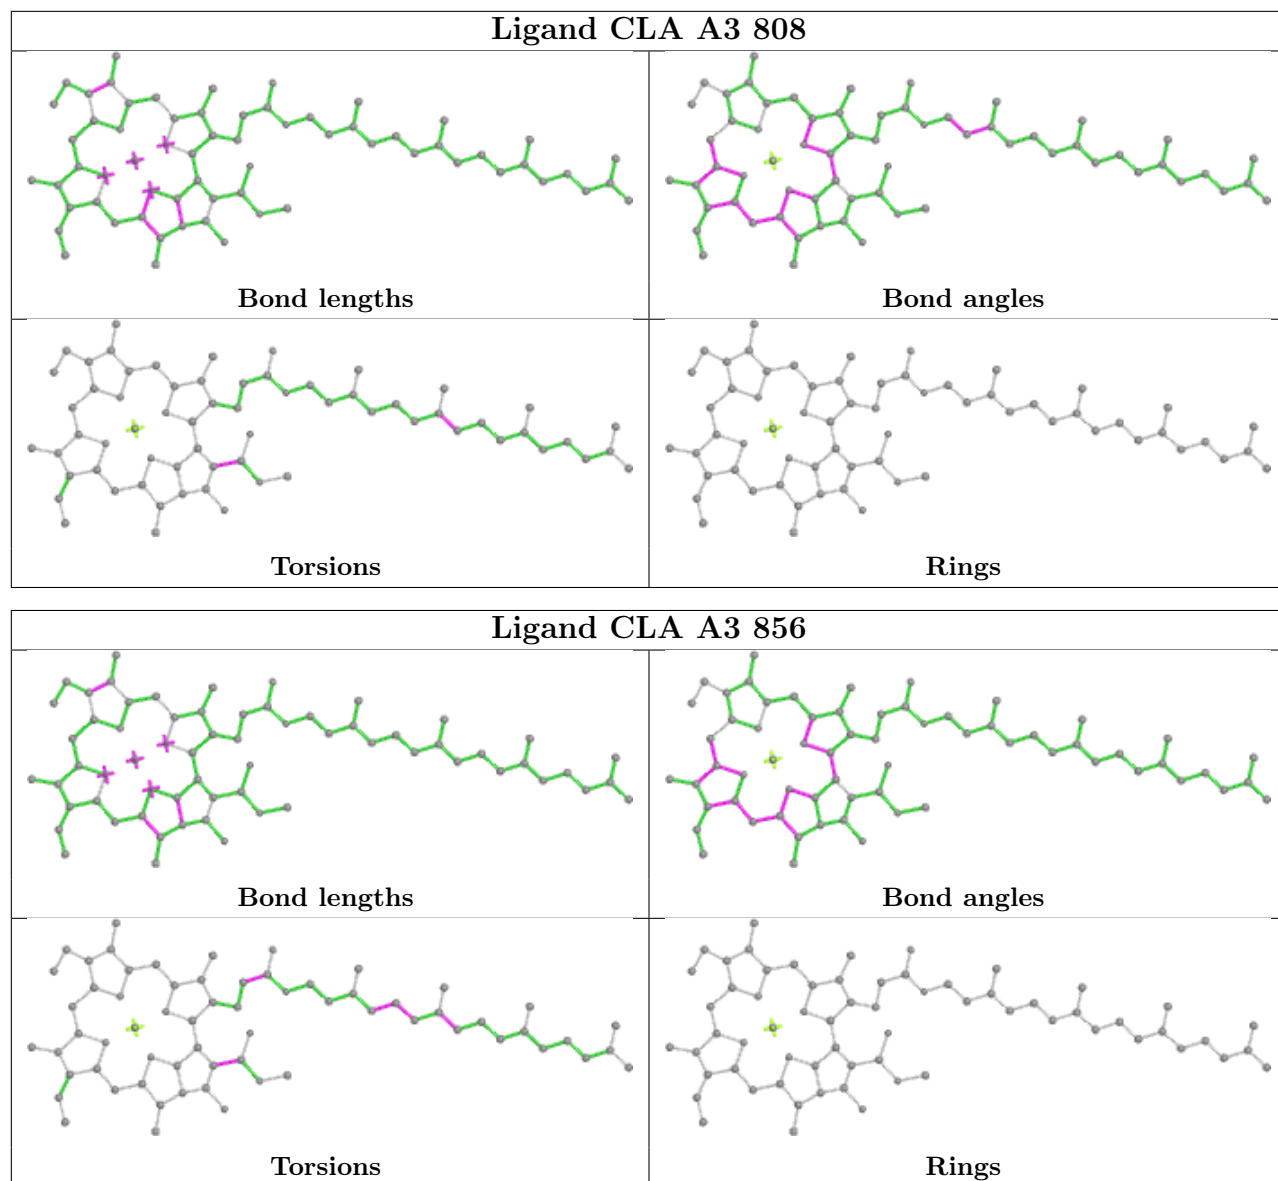 Ligand CLA A3 808
Bond lengths
Bond angles
Torsions
Rings
Ligand CLA A3 856
Bond lengths
Bond angles
Torsions
Rings